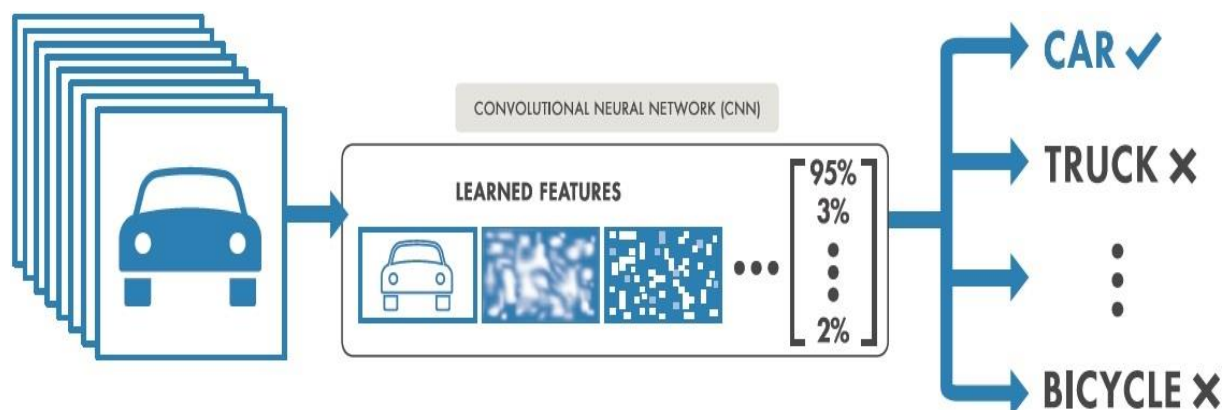 CONVOLUTIONAL NEURAL NETWORK (CNN)
LEARNED FEATURES
95%
3%
2%
CAR ✓
TRUCK ✕
BICYCLE ✕